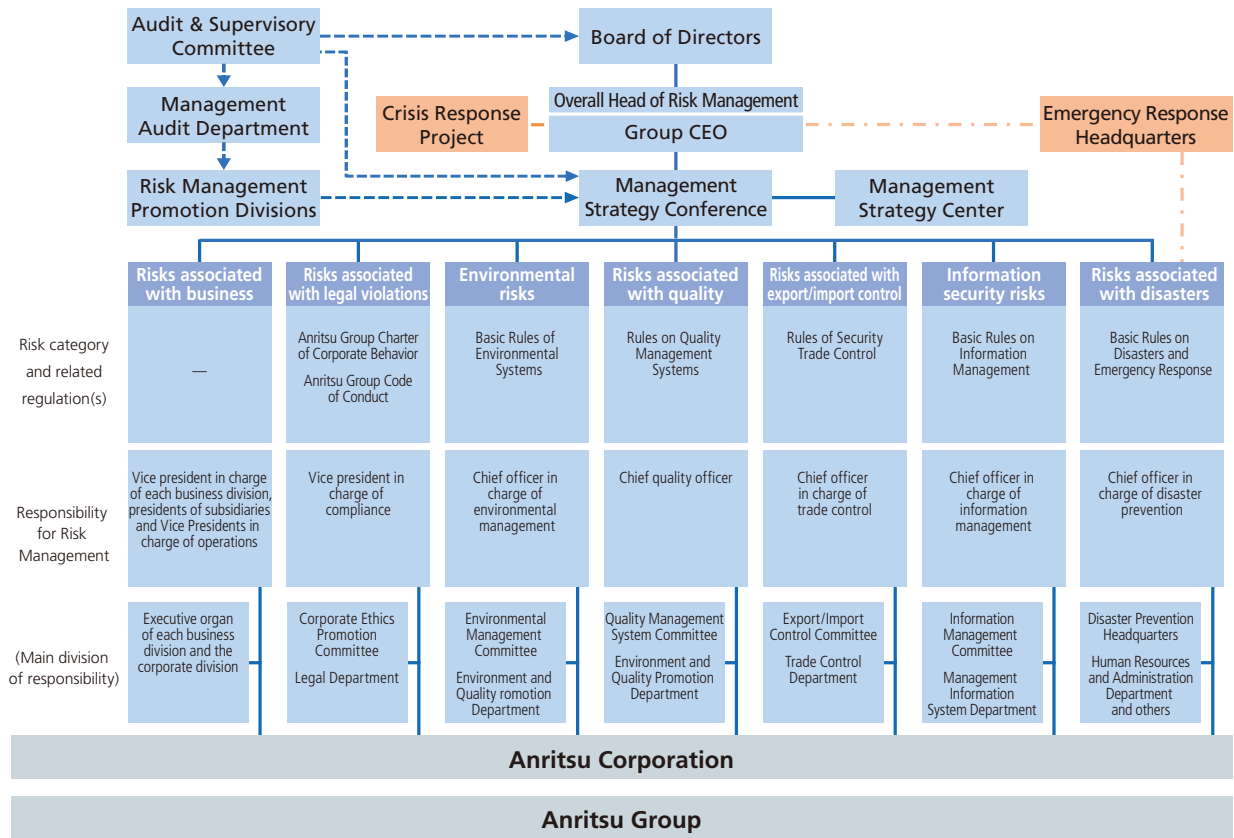 Audit & Supervisory
Committee
Board of Directors
Management
Audit Department
Crisis Response
Project
Overall Head of Risk Management
Group CEO
Emergency Response
Headquarters
Risk Management
Promotion Divisions
Management
Strategy Conference
Management
Strategy Center
Risks associated
with business
Risks associated
with legal violations
Environmental
risks
Risks associated
with quality
Risks associated with
export/import control
Information
security risks
Risks associated
with disasters
Risk category
and related
regulation(s)
—
Anritsu Group Charter
of Corporate Behavior
Anritsu Group Code
of Conduct
Basic Rules of
Environmental
Systems
Rules on Quality
Management
Systems
Rules of Security
Trade Control
Basic Rules on
Information
Management
Basic Rules on
Disasters and
Emergency Response
Responsibility
for Risk
Management
Vice president in charge
of each business division,
presidents of subsidiaries
and Vice Presidents in
charge of operations
Vice president in
charge of
compliance
Chief officer in
charge of
environmental
management
Chief quality officer
Chief officer
in charge of
trade control
Chief officer in
charge of
information
management
Chief officer in
charge of disaster
prevention
(Main division
of responsibility)
Executive organ
of each business
division and the
corporate division
Corporate Ethics
Promotion
Committee
Legal Department
Environmental
Management
Committee
Environment and
Quality romotion
Department
Quality Management
System Committee
Environment and
Quality Promotion
Department
Export/Import
Control Committee
Trade Control
Department
Information
Management
Committee
Management
Information
System Department
Disaster Prevention
Headquarters
Human Resources
and Administration
Department
and others
Anritsu Corporation
Anritsu Group